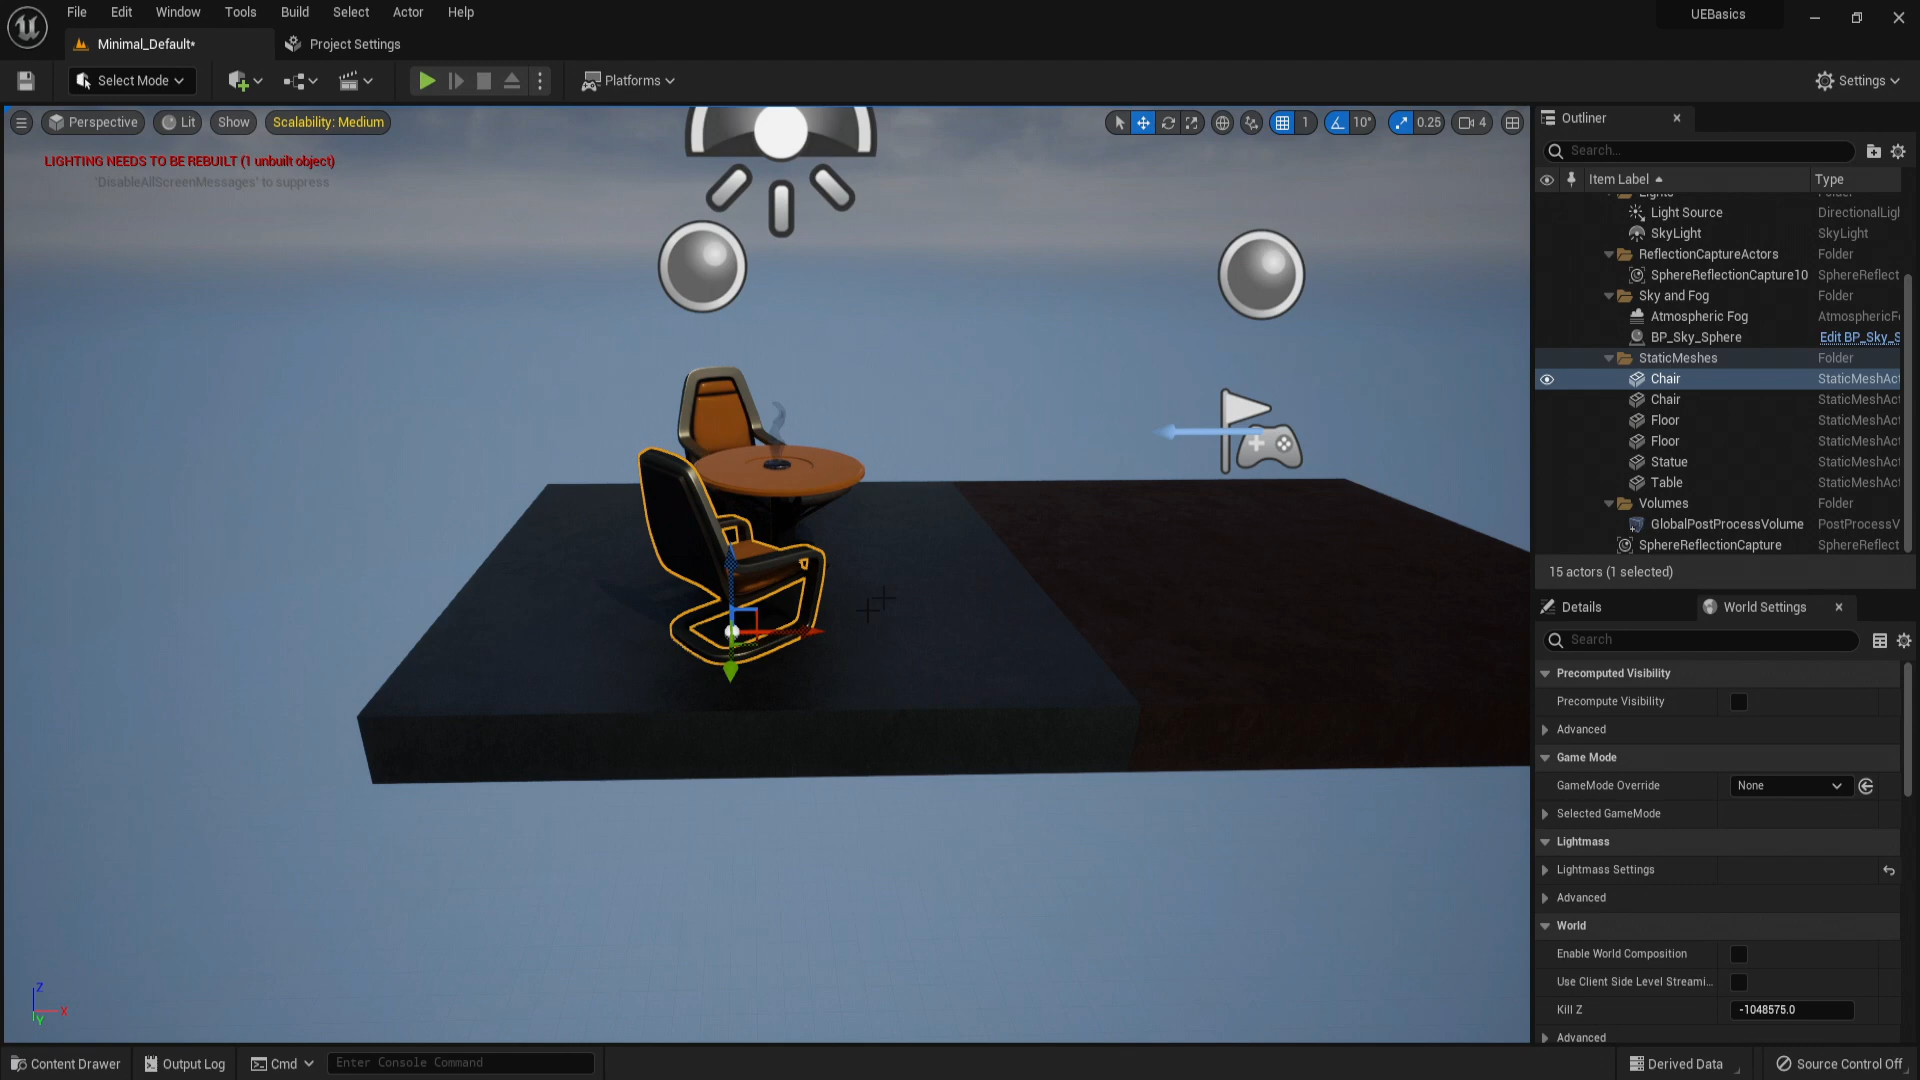 File Edit Window Tools Build Select Actor Help
UEBasics
Minimal_Default*
Project Settings
Select Mode
Platforms
Settings
Perspective
Lit
Show
Scalability: Medium
1
10°
0.25
4
LIGHTING NEEDS TO BE REBUILT (1 unbuilt object)
'DisableAllScreenMessages' to suppress
Z
X
Y
Outliner
Search...
Item Label Type
Lights Folder
Light Source DirectionalLigh
SkyLight SkyLight
ReflectionCaptureActors Folder
SphereReflectionCapture10 SphereReflect
Sky and Fog Folder
Atmospheric Fog AtmosphericF
BP_Sky_Sphere Edit BP_Sky_S
StaticMeshes Folder
Chair StaticMeshAct
Chair StaticMeshAct
Floor StaticMeshAct
Floor StaticMeshAct
Statue StaticMeshAct
Table StaticMeshAct
Volumes Folder
GlobalPostProcessVolume PostProcessV
SphereReflectionCapture SphereReflect
15 actors (1 selected)
Details
World Settings
Search
Precomputed Visibility
Precompute Visibility
Advanced
Game Mode
GameMode Override None
Selected GameMode
Lightmass
Lightmass Settings
Advanced
World
Enable World Composition
Use Client Side Level Streami...
Kill Z -1048575.0
Advanced
Content Drawer
Output Log
Cmd
Enter Console Command
Derived Data
Source Control Off